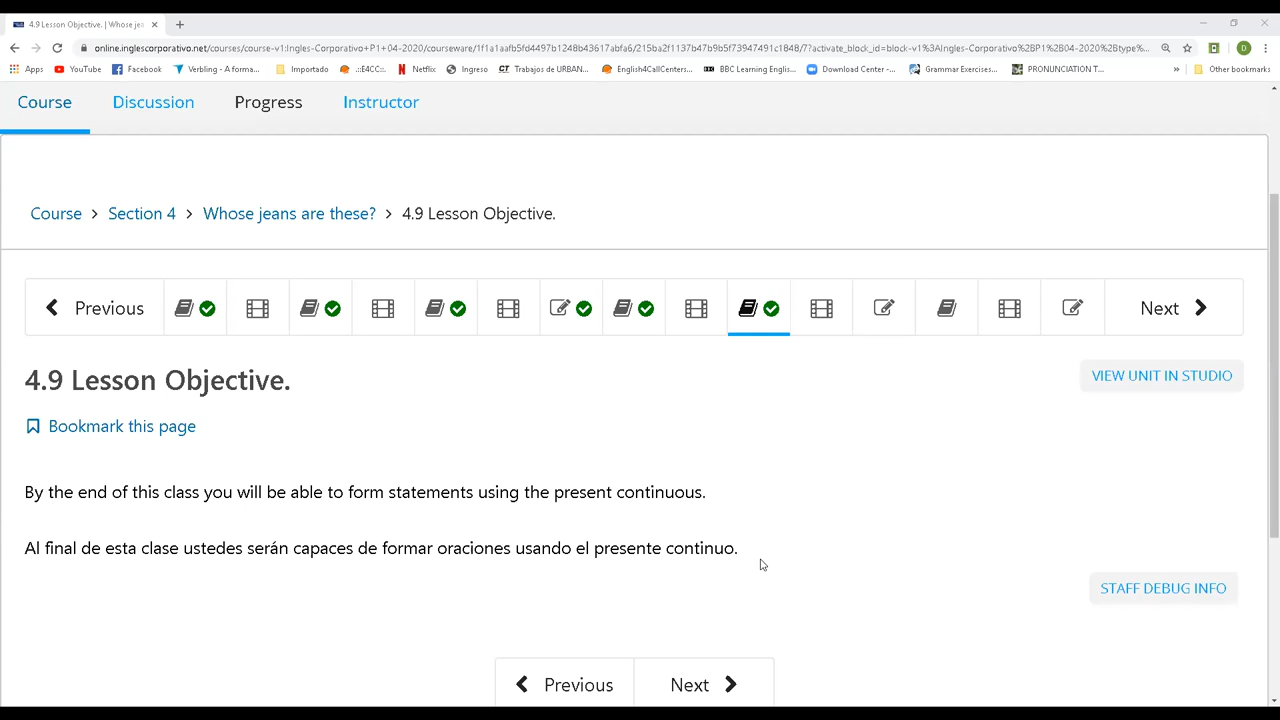 4.9 Lesson Objective. | Whose je
online.inglescorporativo.net/courses/course-v1:Ingles-Corporativo+P1+04-2020/courseware/1f1a1aafb5fd4497b1248b43617abfa6/215ba2f1137b47b9b5f73947491c1848/7?activate_block_id=block-v1%3AIngles-Corporativo%2BP1%2B04-2020%2Btype%...
Apps YouTube Facebook Verbling - A forma... Importado .::E4CC::. Netflix Ingreso Trabajos de URBAN... English4CallCenters... BBC Learning Englis... Download Center -... Grammar Exercises... PRONUNCIATION T... » Other bookmarks
Course Discussion Progress Instructor
Course > Section 4 > Whose jeans are these? > 4.9 Lesson Objective.
Previous Next
4.9 Lesson Objective.
VIEW UNIT IN STUDIO
Bookmark this page
By the end of this class you will be able to form statements using the present continuous.
Al final de esta clase ustedes serán capaces de formar oraciones usando el presente continuo.
STAFF DEBUG INFO
Previous Next